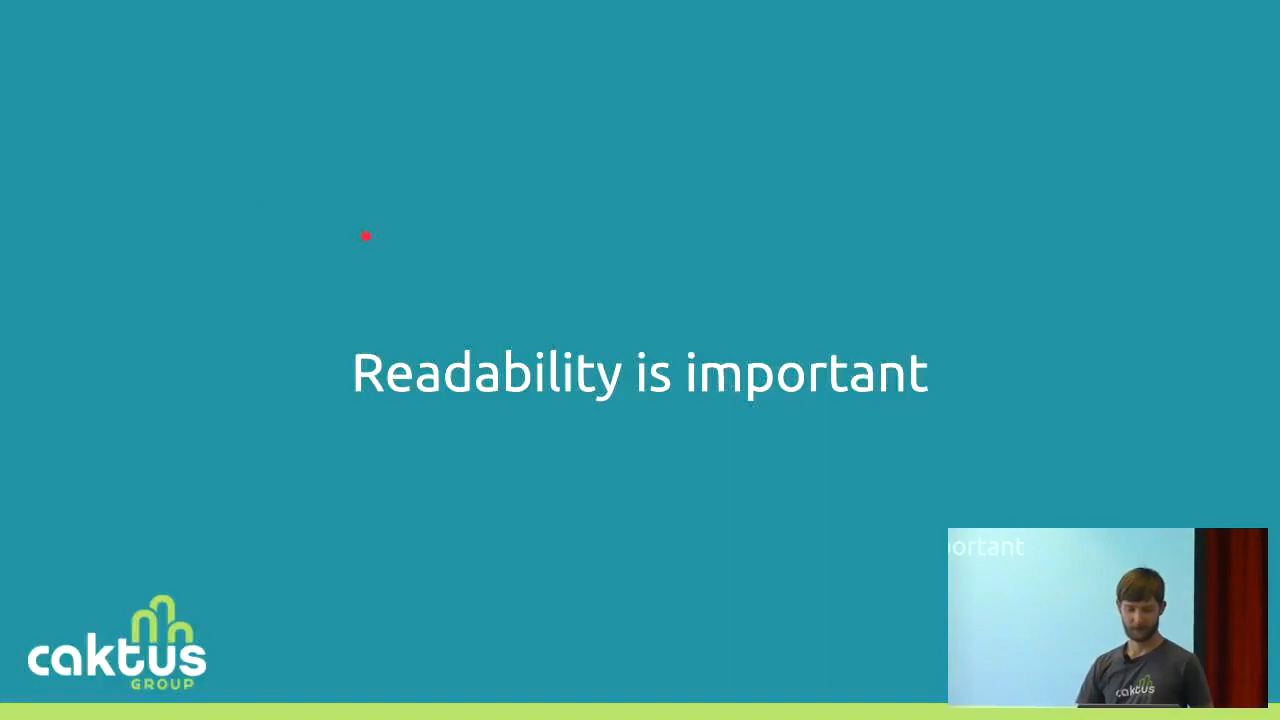 Readability is important
ortant
caktus
GROUP
caktus